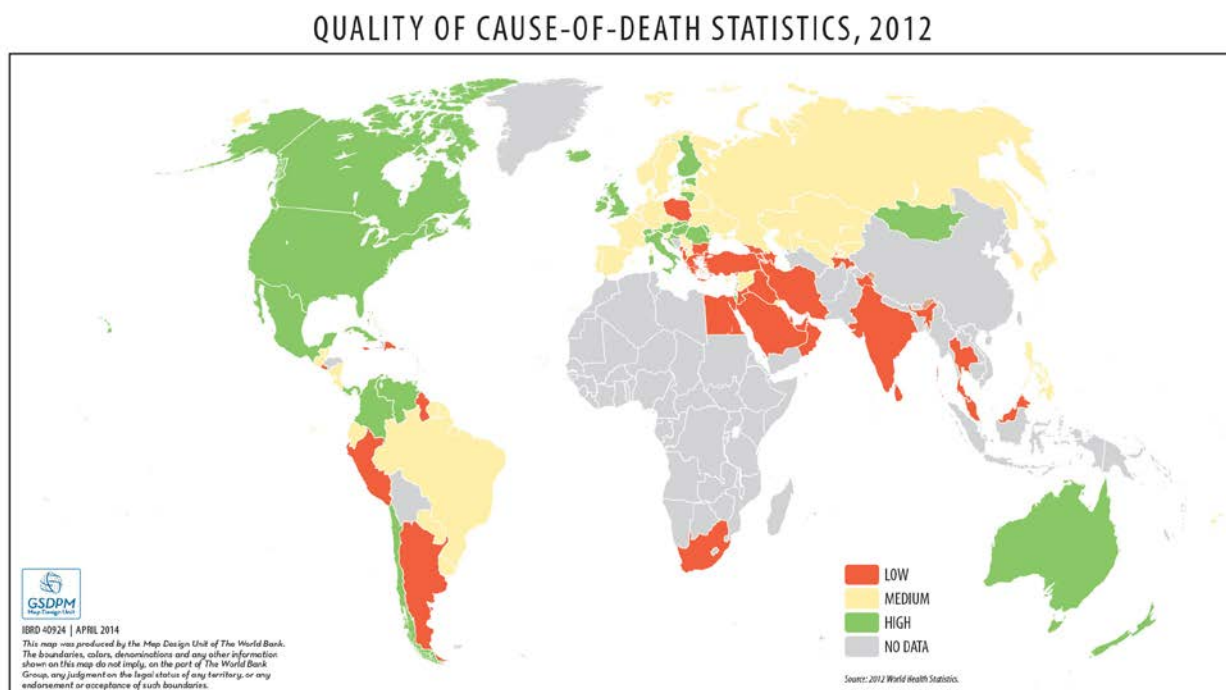 QUALITY OF CAUSE-OF-DEATH STATISTICS, 2012
LOW
MEDIUM
HIGH
NO DATA
GSDPM
Map Design Unit
IBRD 40924 | APRIL 2014
This map was produced by the Map Design Unit of The World Bank.
The boundaries, colors, denominations and any other information
shown on this map do not imply, on the part of The World Bank
Group, any judgment on the legal status of any territory, or any
endorsement or acceptance of such boundaries.
Source: 2012 World Health Statistics.